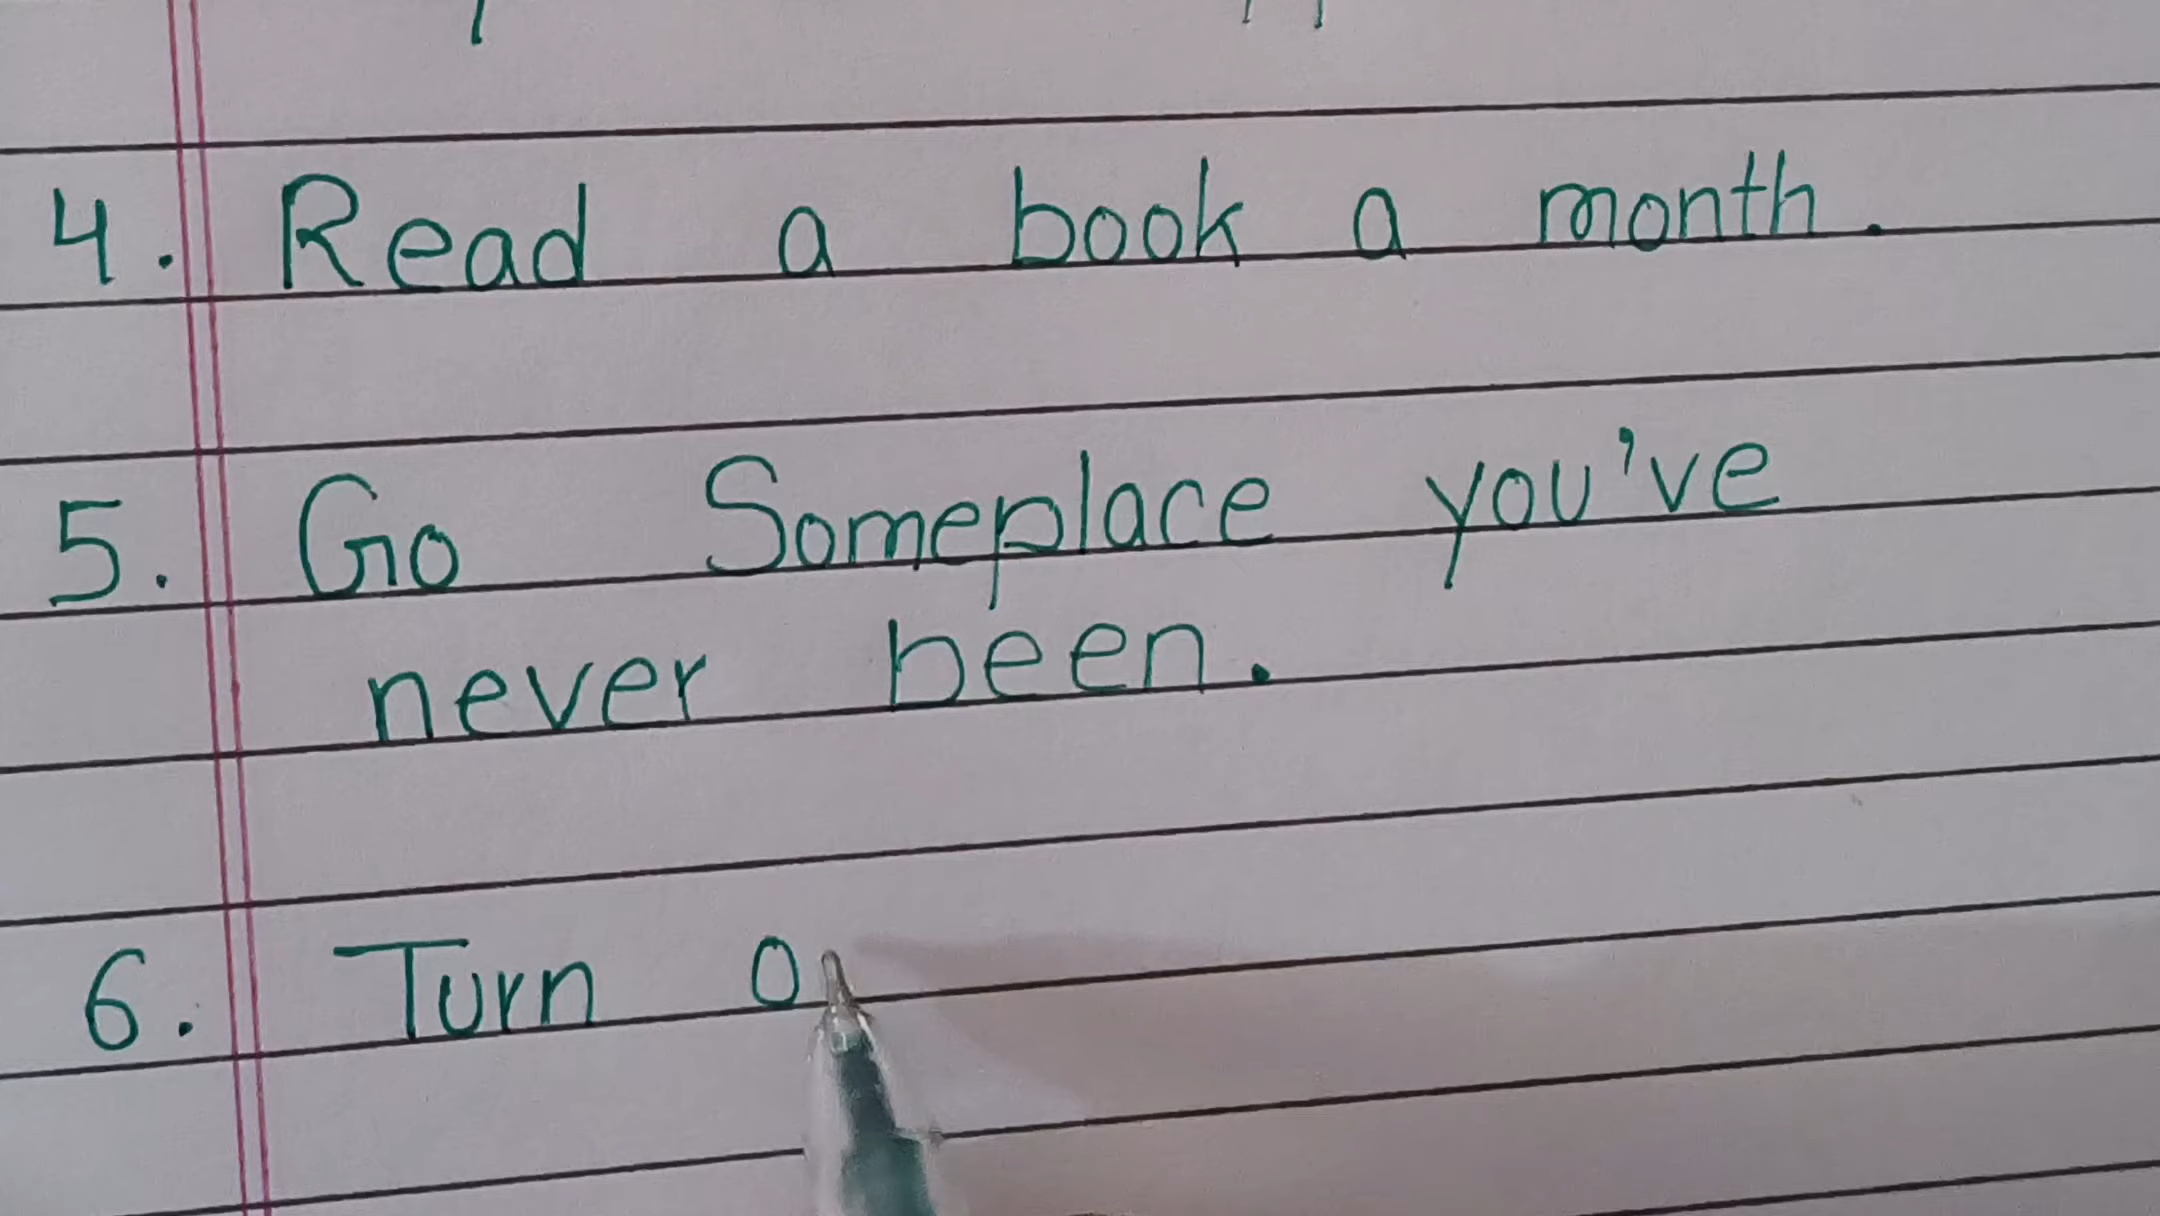 4. Read a book a month.
5. Go Someplace you've
never been.
6. Turn o